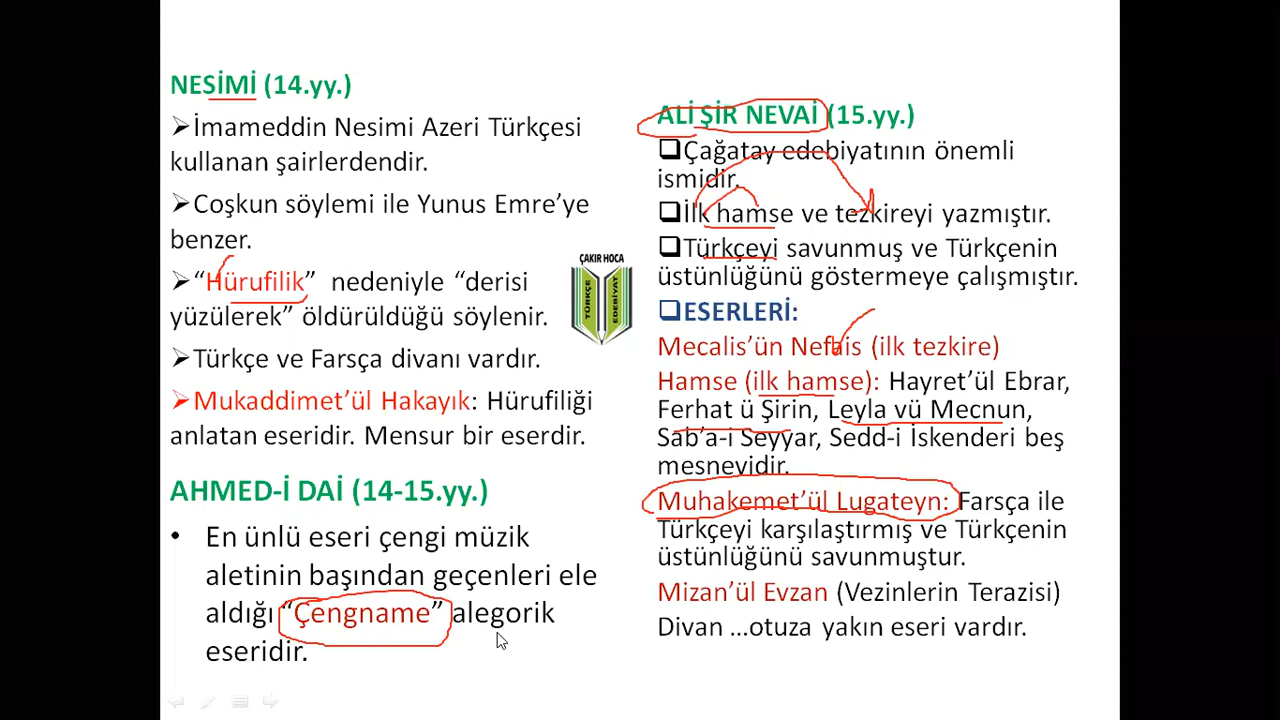 NESİMİ (14.yy.)
➢İmameddin Nesimi Azeri Türkçesi
kullanan şairlerdendir.
➢Coşkun söylemi ile Yunus Emre’ye
benzer.
➢“Hürufilik” nedeniyle “derisi
yüzülerek” öldürüldüğü söylenir.
➢Türkçe ve Farsça divanı vardır.
➢Mukaddimet’ül Hakayık: Hürufiliği
anlatan eseridir. Mensur bir eserdir.
AHMED-İ DAİ (14-15.yy.)
• En ünlü eseri çengi müzik
aletinin başından geçenleri ele
aldığı “Çengname” alegorik
eseridir.
ÇAKIR HOCA
TÜRKÇE
EDEBİYAT
ALİ ŞİR NEVAİ (15.yy.)
❑Çağatay edebiyatının önemli
ismidir.
❑İlk hamse ve tezkireyi yazmıştır.
❑Türkçeyi savunmuş ve Türkçenin
üstünlüğünü göstermeye çalışmıştır.
❑ESERLERİ:
Mecalis’ün Nefais (ilk tezkire)
Hamse (ilk hamse): Hayret’ül Ebrar,
Ferhat ü Şirin, Leyla vü Mecnun,
Sab’a-i Seyyar, Sedd-i İskenderi beş
mesnevidir.
Muhakemet’ül Lugateyn: Farsça ile
Türkçeyi karşılaştırmış ve Türkçenin
üstünlüğünü savunmuştur.
Mizan’ül Evzan (Vezinlerin Terazisi)
Divan ...otuza yakın eseri vardır.